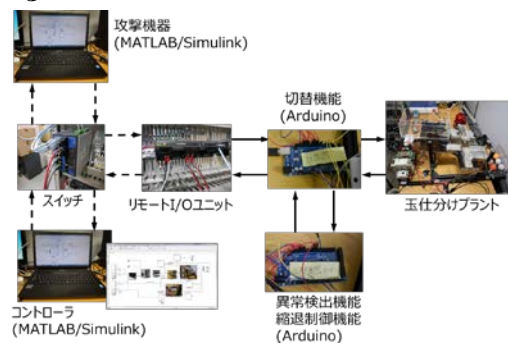 攻撃機器
(MATLAB/Simulink)
切替機能
(Arduino)
スイッチ
リモートI/Oユニット
玉仕分けプラント
コントローラ
(MATLAB/Simulink)
異常検出機能
縮退制御機能
(Arduino)